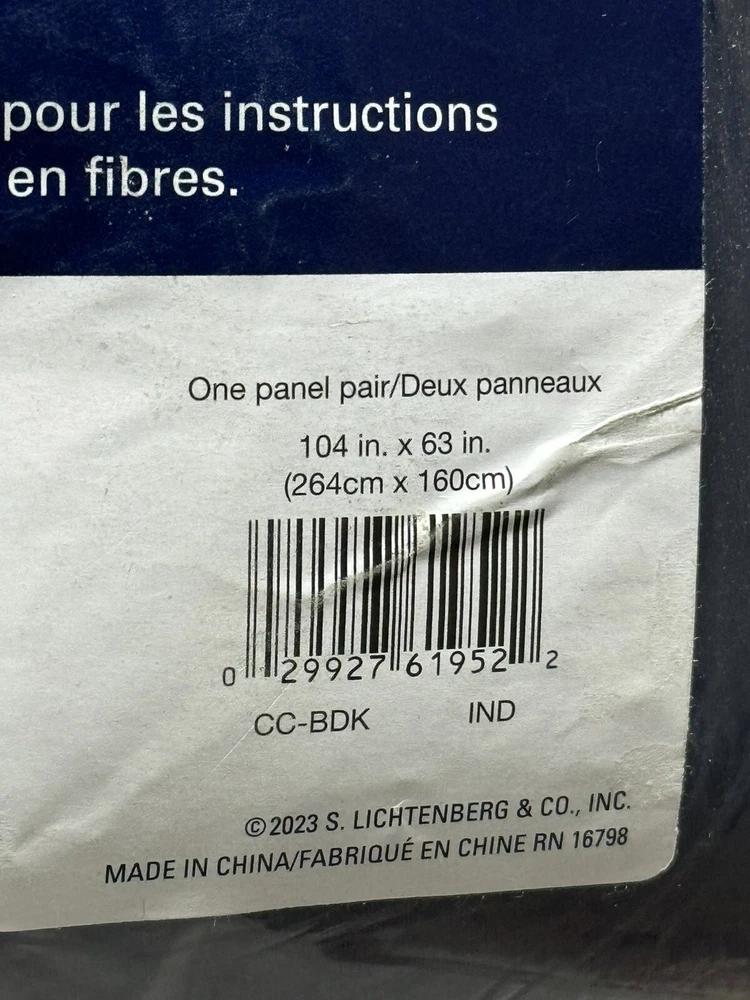 pour les instructions
en fibres.
One panel pair/Deux panneaux
104 in. x 63 in.
(264cm x 160cm)
0 29927 61952 2
CC-BDK IND
©2023 S. LICHTENBERG & CO., INC.
MADE IN CHINA/FABRIQUÉ EN CHINE RN 16798